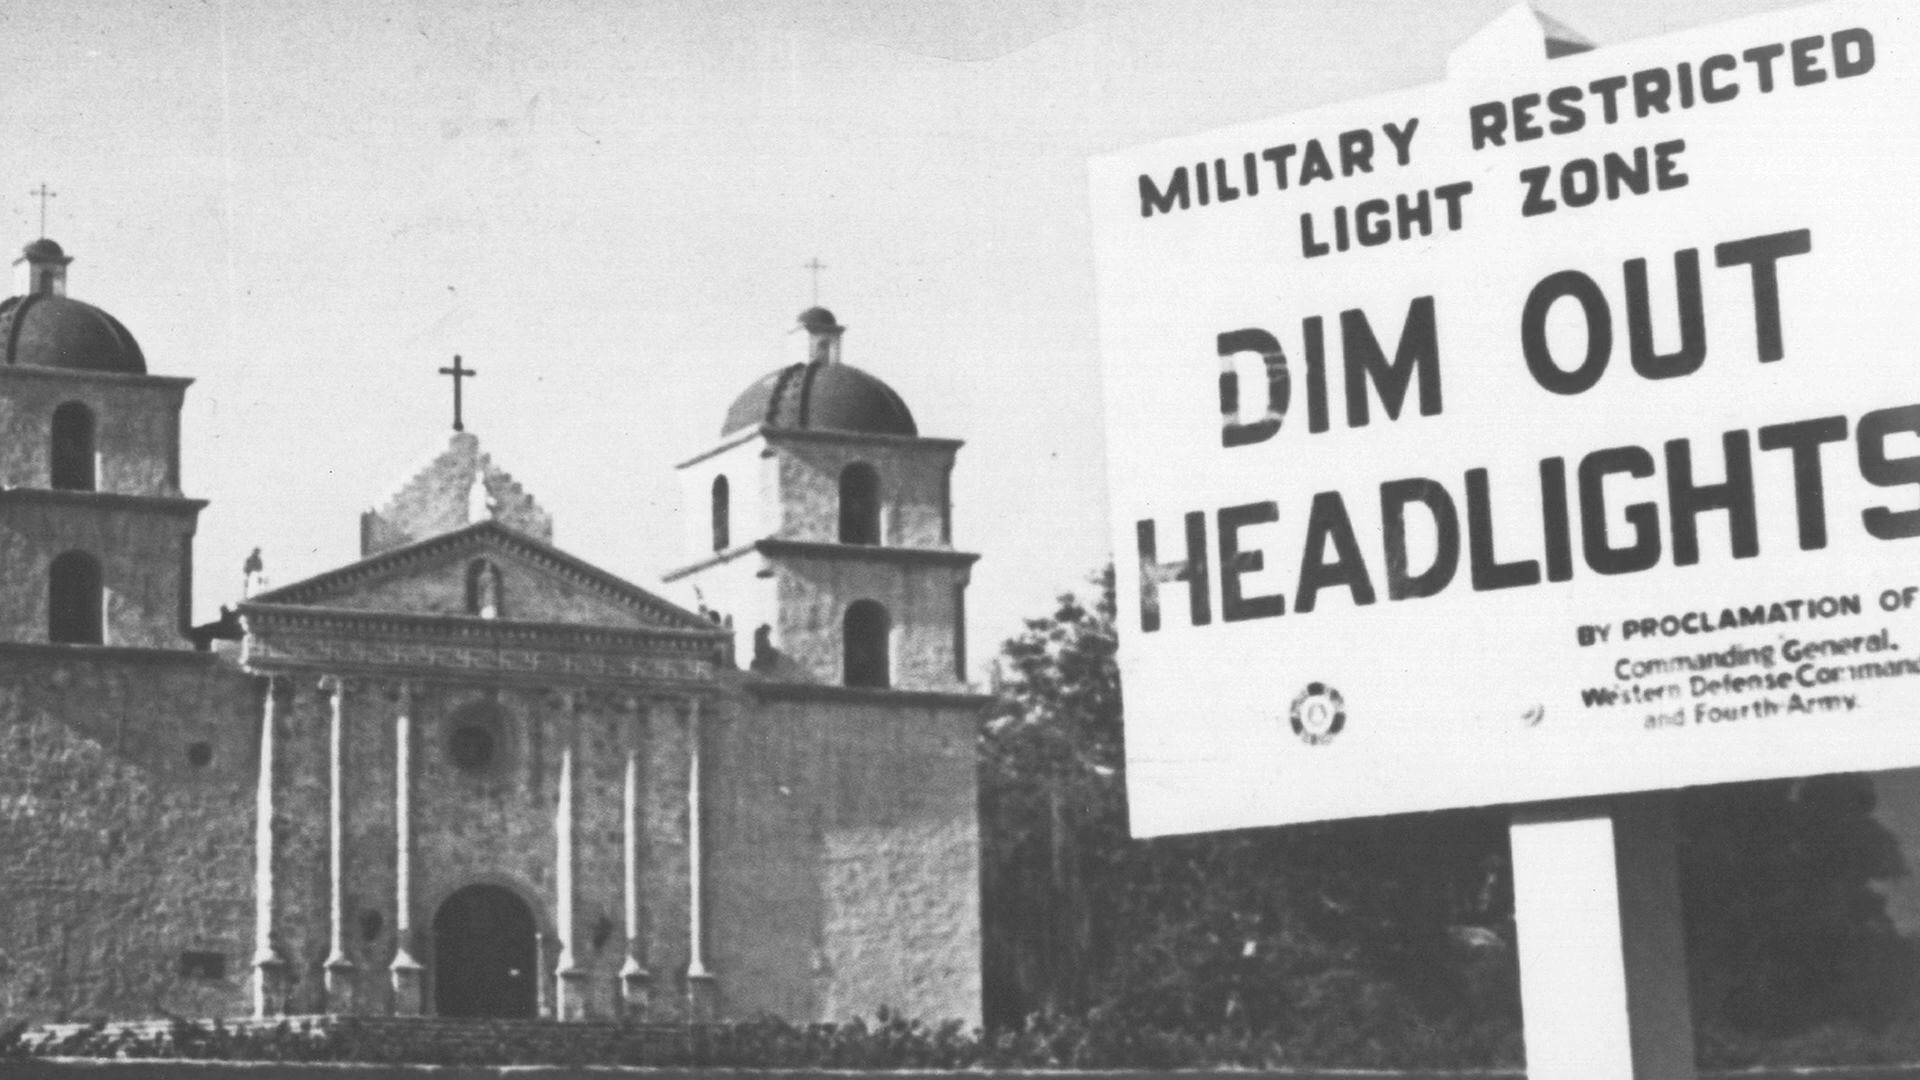 MILITARY RESTRICTED
LIGHT ZONE
DIM OUT
HEADLIGHTS
BY PROCLAMATION OF
Commanding General,
Western Defense Command
and Fourth Army.